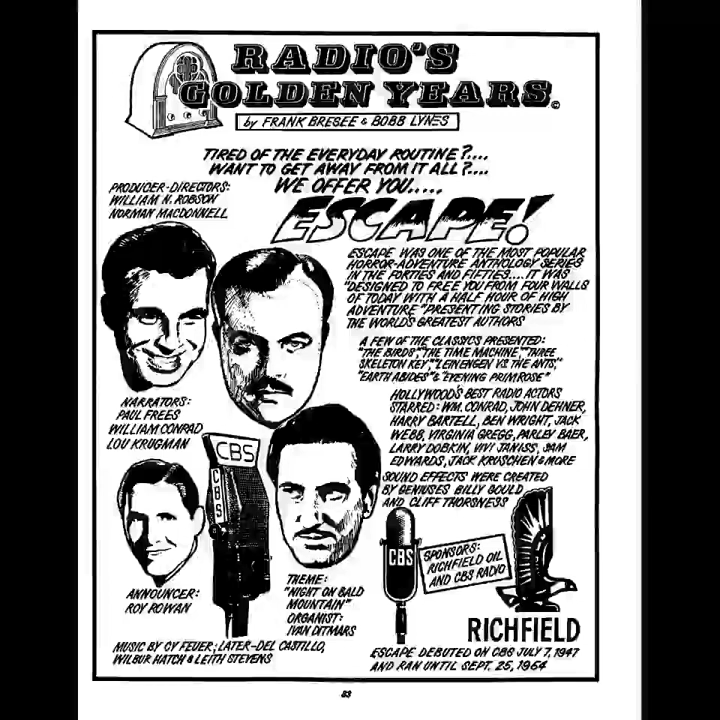 RADIO'S
GOLDEN YEARS ©
by FRANK BRESEE & BOBB LYNES
TIRED OF THE EVERYDAY ROUTINE?....
WANT TO GET AWAY FROM IT ALL?....
WE OFFER YOU.....
ESCAPE!
PRODUCER-DIRECTORS:
WILLIAM N. ROBSON
NORMAN MACDONNELL
ESCAPE WAS ONE OF THE MOST POPULAR
HORROR-ADVENTURE ANTHOLOGY SERIES
IN THE FORTIES AND FIFTIES....IT WAS
"DESIGNED TO FREE YOU FROM FOUR WALLS
OF TODAY WITH A HALF HOUR OF HIGH
ADVENTURE" PRESENTING STORIES BY
THE WORLD'S GREATEST AUTHORS
A FEW OF THE CLASSICS PRESENTED:
"THE BIRDS", "THE TIME MACHINE", "THREE
SKELETON KEY", "LEINENGEN VS. THE ANTS,"
"EARTH ABIDES" & "EVENING PRIMROSE"
HOLLYWOOD'S BEST RADIO ACTORS
STARRED: WM. CONRAD, JOHN DEHNER,
HARRY BARTELL, BEN WRIGHT, JACK
WEBB, VIRGINIA GREGG, PARLEY BAER,
LARRY DOBKIN, VIVI JANISS, SAM
EDWARDS, JACK KRUSCHEN & MORE
SOUND EFFECTS WERE CREATED
BY GENIUSES BILLY GOULD
AND CLIFF THORSNESS
NARRATORS:
PAUL FREES
WILLIAM CONRAD
LOU KRUGMAN
CBS
CBS
ANNOUNCER:
ROY ROWAN
THEME:
"NIGHT ON BALD
MOUNTAIN"
ORGANIST:
IVAN DITMARS
CBS
SPONSORS:
RICHFIELD OIL
AND CBS RADIO
RICHFIELD
MUSIC BY CY FEUER; LATER-DEL CASTILLO,
WILBUR HATCH & LEITH STEVENS
ESCAPE DEBUTED ON CBS JULY 7, 1947
AND RAN UNTIL SEPT. 25, 1954
83